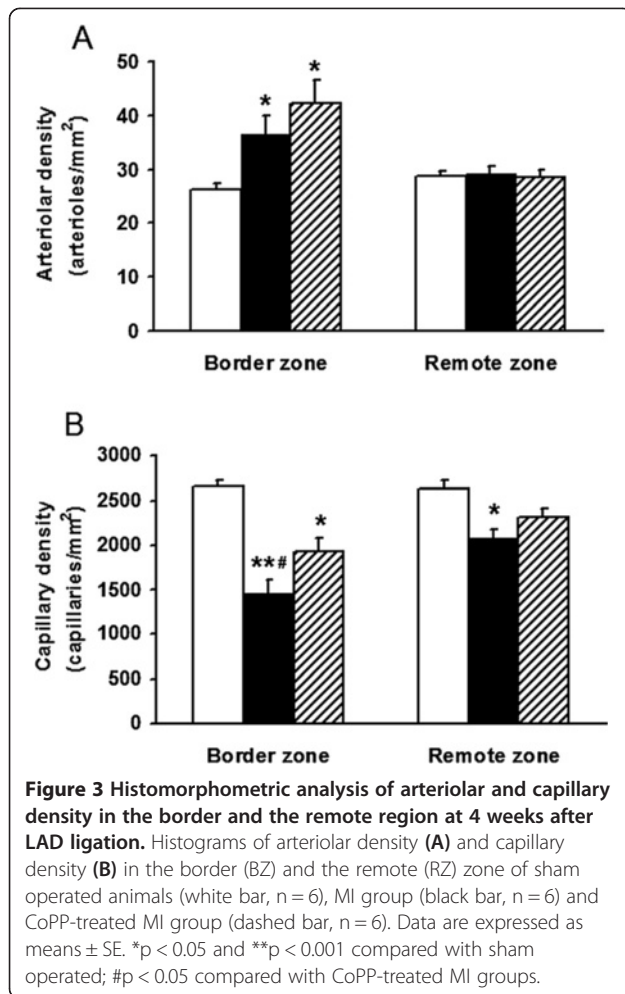 A
Arteriolar density
(arterioles/mm²)
50
40
30
20
10
0
*
*
Border zone
Remote zone
B
Capillary density
(capillaries/mm²)
3000
2500
2000
1500
1000
500
0
**#
*
*
Border zone
Remote zone
Figure 3 Histomorphometric analysis of arteriolar and capillary
density in the border and the remote region at 4 weeks after
LAD ligation. Histograms of arteriolar density (A) and capillary
density (B) in the border (BZ) and the remote (RZ) zone of sham
operated animals (white bar, n = 6), MI group (black bar, n = 6) and
CoPP-treated MI group (dashed bar, n = 6). Data are expressed as
means ± SE. *p < 0.05 and **p < 0.001 compared with sham
operated; #p < 0.05 compared with CoPP-treated MI groups.